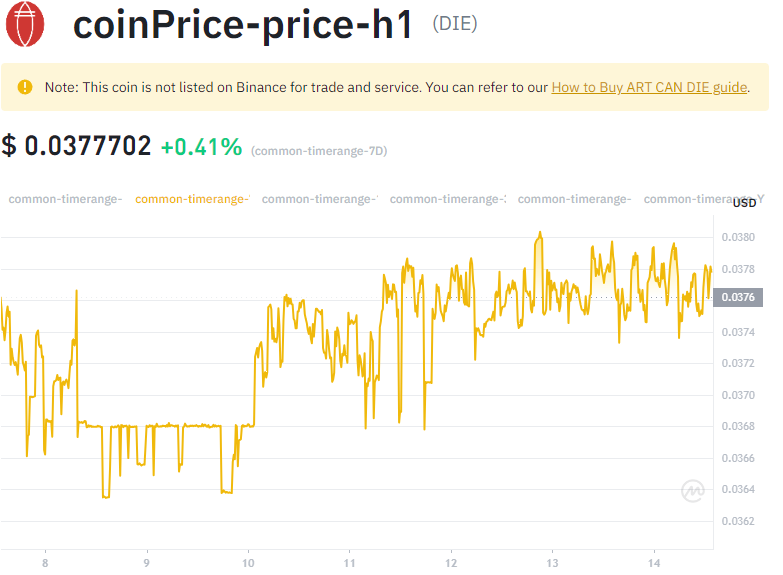 coinPrice-price-h1 (DIE)
Note: This coin is not listed on Binance for trade and service. You can refer to our How to Buy ART CAN DIE guide.
$ 0.0377702 +0.41% (common-timerange-7D)
common-timerange- common-timerange- common-timerange- common-timerange- common-timerange- common-timerange-Y
USD
0.0380
0.0378
0.0376
0.0374
0.0372
0.0370
0.0368
0.0366
0.0364
0.0362
8 9 10 11 12 13 14